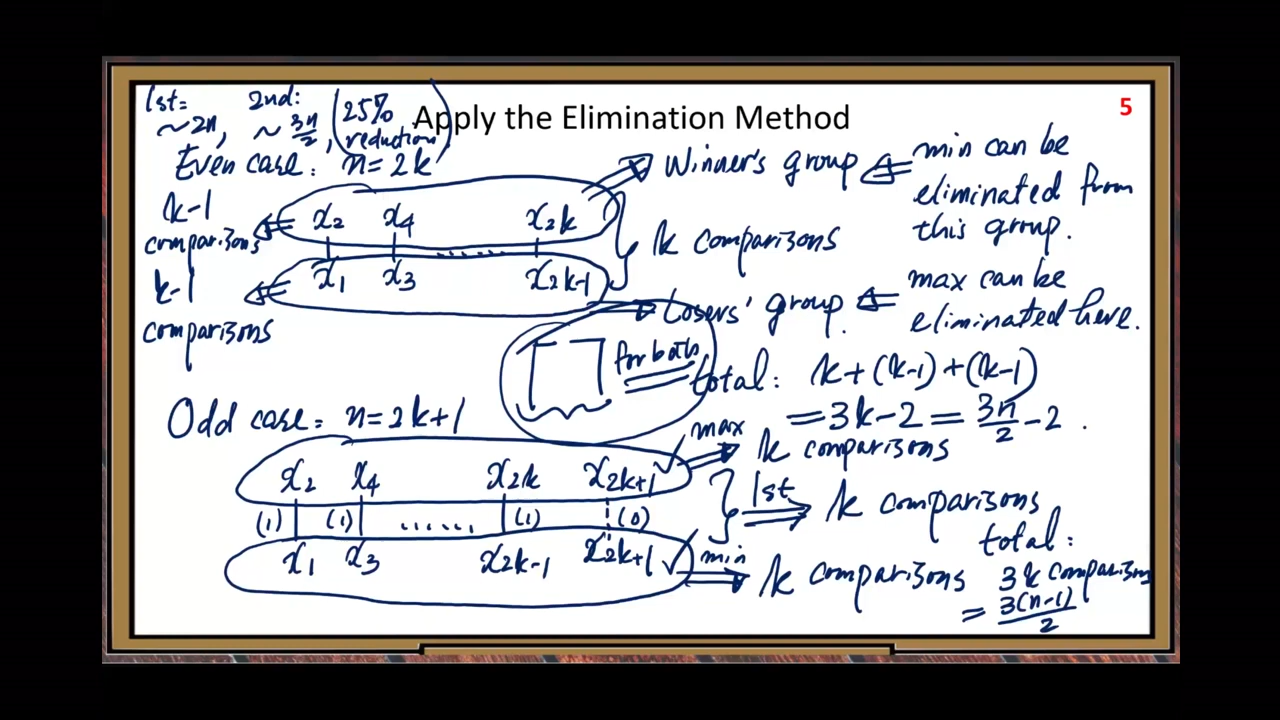 Apply the Elimination Method
5
1st: ~2n,
2nd: ~ 3n/2,
(25% reduction)
Even case: n=2k
k-1 comparisons
k-1 comparisons
x2 x4 x2k
.......
x1 x3 x2k-1
k comparisons
Winner's group
min can be
eliminated from
this group.
Losers' group.
max can be
eliminated here.
for both
total: k+(k-1)+(k-1)
=3k-2 = 3n/2 -2.
Odd case: n=2k+1
x2 x4 x2k x2k+1
(1) (1) ...... (1) (0)
x1 x3 x2k-1 x2k+1
max
k comparisons
1st
k comparisons
min
k comparisons
total:
3k comparisons
= 3(n-1)/2